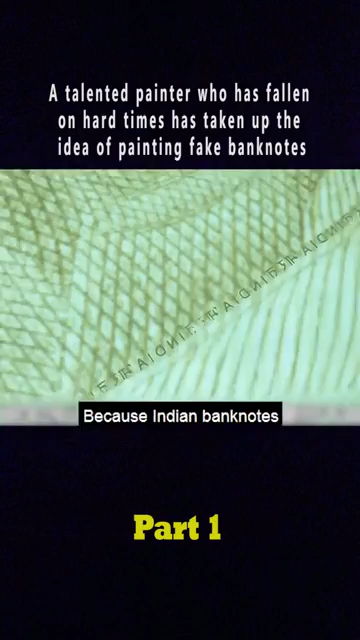 A talented painter who has fallen
on hard times has taken up the
idea of painting fake banknotes
Because Indian banknotes
Part 1